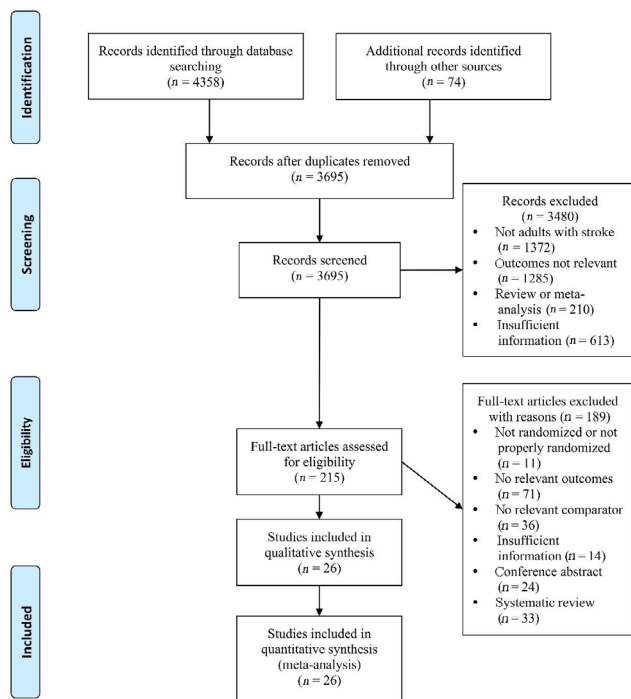 Identification
Records identified through database
searching
(n = 4358)
Additional records identified
through other sources
(n = 74)
Records after duplicates removed
(n = 3695)
Screening
Records screened
(n = 3695)
Records excluded
(n = 3480)
• Not adults with stroke
(n = 1372)
• Outcomes not relevant
(n = 1285)
• Review or meta-
analysis (n = 210)
• Insufficient
information (n = 613)
Eligibility
Full-text articles assessed
for eligibility
(n = 215)
Full-text articles excluded
with reasons (n = 189)
• Not randomized or not
properly randomized
(n = 11)
• No relevant outcomes
(n = 71)
• No relevant comparator
(n = 36)
• Insufficient
information (n = 14)
• Conference abstract
(n = 24)
• Systematic review
(n = 33)
Studies included in
qualitative synthesis
(n = 26)
Included
Studies included in
quantitative synthesis
(meta-analysis)
(n = 26)